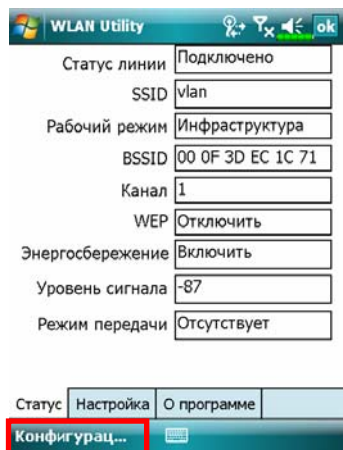 WLAN Utility ok
Статус линии Подключено
SSID vlan
Рабочий режим Инфраструктура
BSSID 00 0F 3D EC 1C 71
Канал 1
WEP Отключить
Энергосбережение Включить
Уровень сигнала -87
Режим передачи Отсутствует
Статус Настройка О программе
Конфигурац...